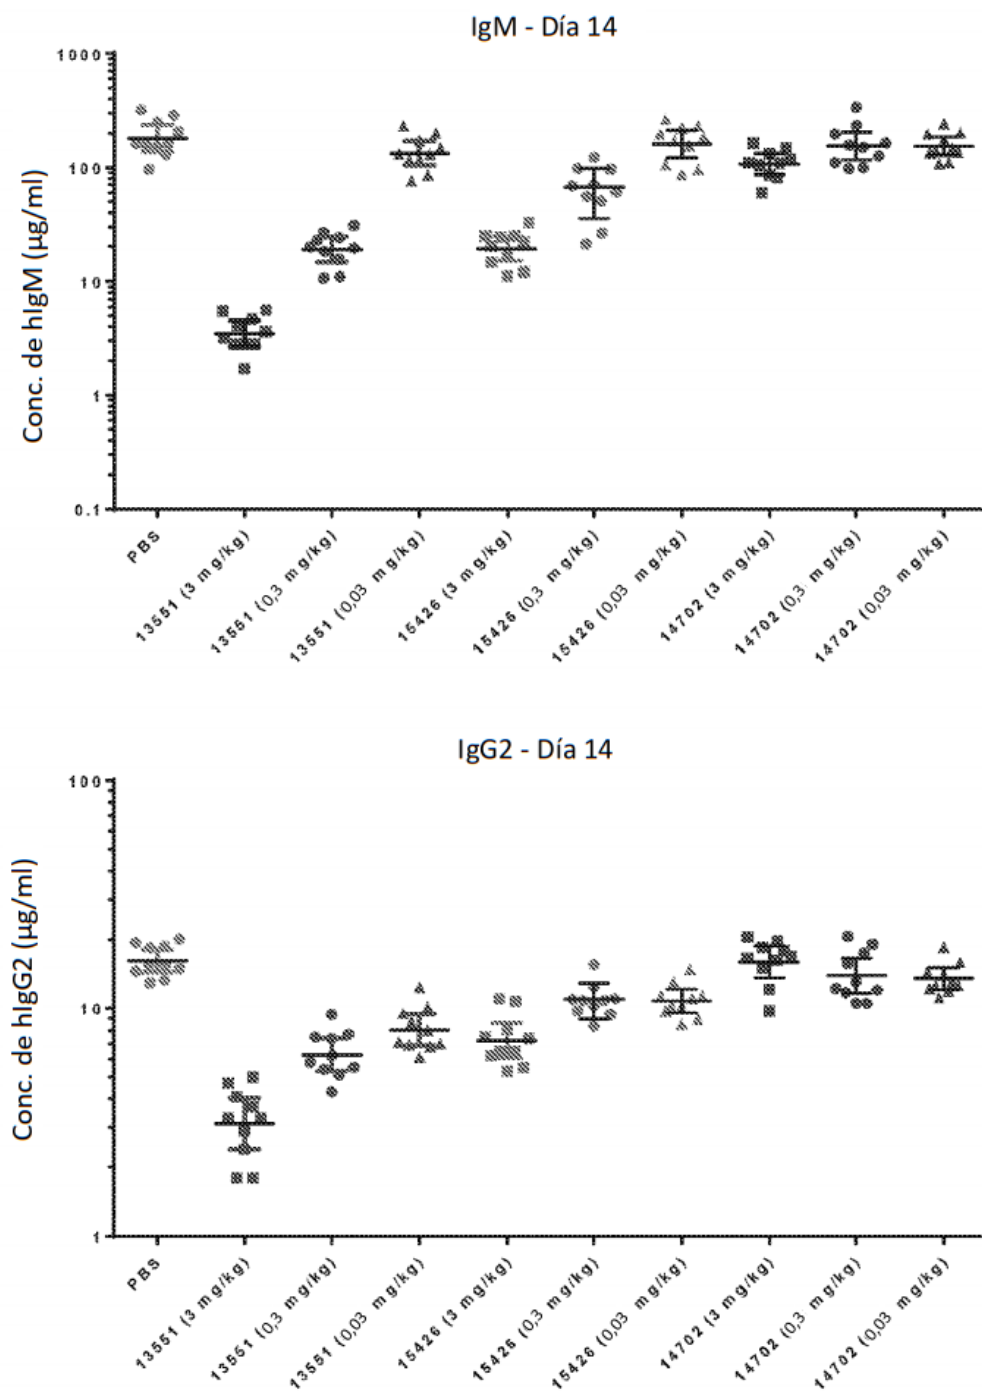 IgM - Día 14
Conc. de hIgM (µg/ml)
1000
100
10
1
0.1
PBS
13551 (3 mg/kg)
13551 (0,3 mg/kg)
13551 (0,03 mg/kg)
15426 (3 mg/kg)
15426 (0,3 mg/kg)
15426 (0,03 mg/kg)
14702 (3 mg/kg)
14702 (0,3 mg/kg)
14702 (0,03 mg/kg)
IgG2 - Día 14
Conc. de hIgG2 (µg/ml)
100
10
1
PBS
13551 (3 mg/kg)
13551 (0,3 mg/kg)
13551 (0,03 mg/kg)
15426 (3 mg/kg)
15426 (0,3 mg/kg)
15426 (0,03 mg/kg)
14702 (3 mg/kg)
14702 (0,3 mg/kg)
14702 (0,03 mg/kg)